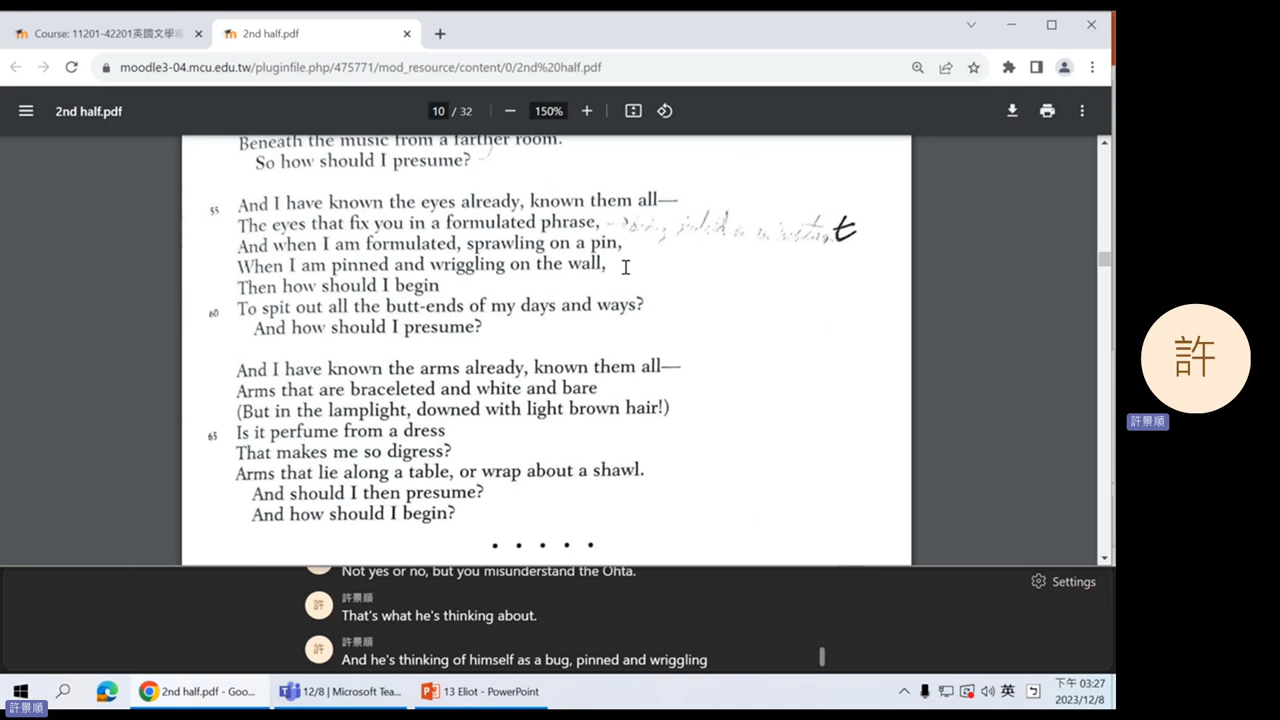 Course: 11201-42201英國文學
2nd half.pdf
moodle3-04.mcu.edu.tw/pluginfile.php/475771/mod_resource/content/0/2nd%20half.pdf
2nd half.pdf
10 / 32
150%
Beneath the music from a farther room.
So how should I presume?
55 And I have known the eyes already, known them all—
The eyes that fix you in a formulated phrase,
And when I am formulated, sprawling on a pin,
When I am pinned and wriggling on the wall,
Then how should I begin
60 To spit out all the butt-ends of my days and ways?
And how should I presume?
And I have known the arms already, known them all—
Arms that are braceleted and white and bare
(But in the lamplight, downed with light brown hair!)
65 Is it perfume from a dress
That makes me so digress?
Arms that lie along a table, or wrap about a shawl.
And should I then presume?
And how should I begin?
. . . . .
許
許景順
Not yes or no, but you misunderstand the Ohta.
Settings
許
許景順
That's what he's thinking about.
許
許景順
And he's thinking of himself as a bug, pinned and wriggling
2nd half.pdf - Goo...
12/8 | Microsoft Tea...
13 Eliot - PowerPoint
英
ㄅ
下午 03:27
2023/12/8
許景順